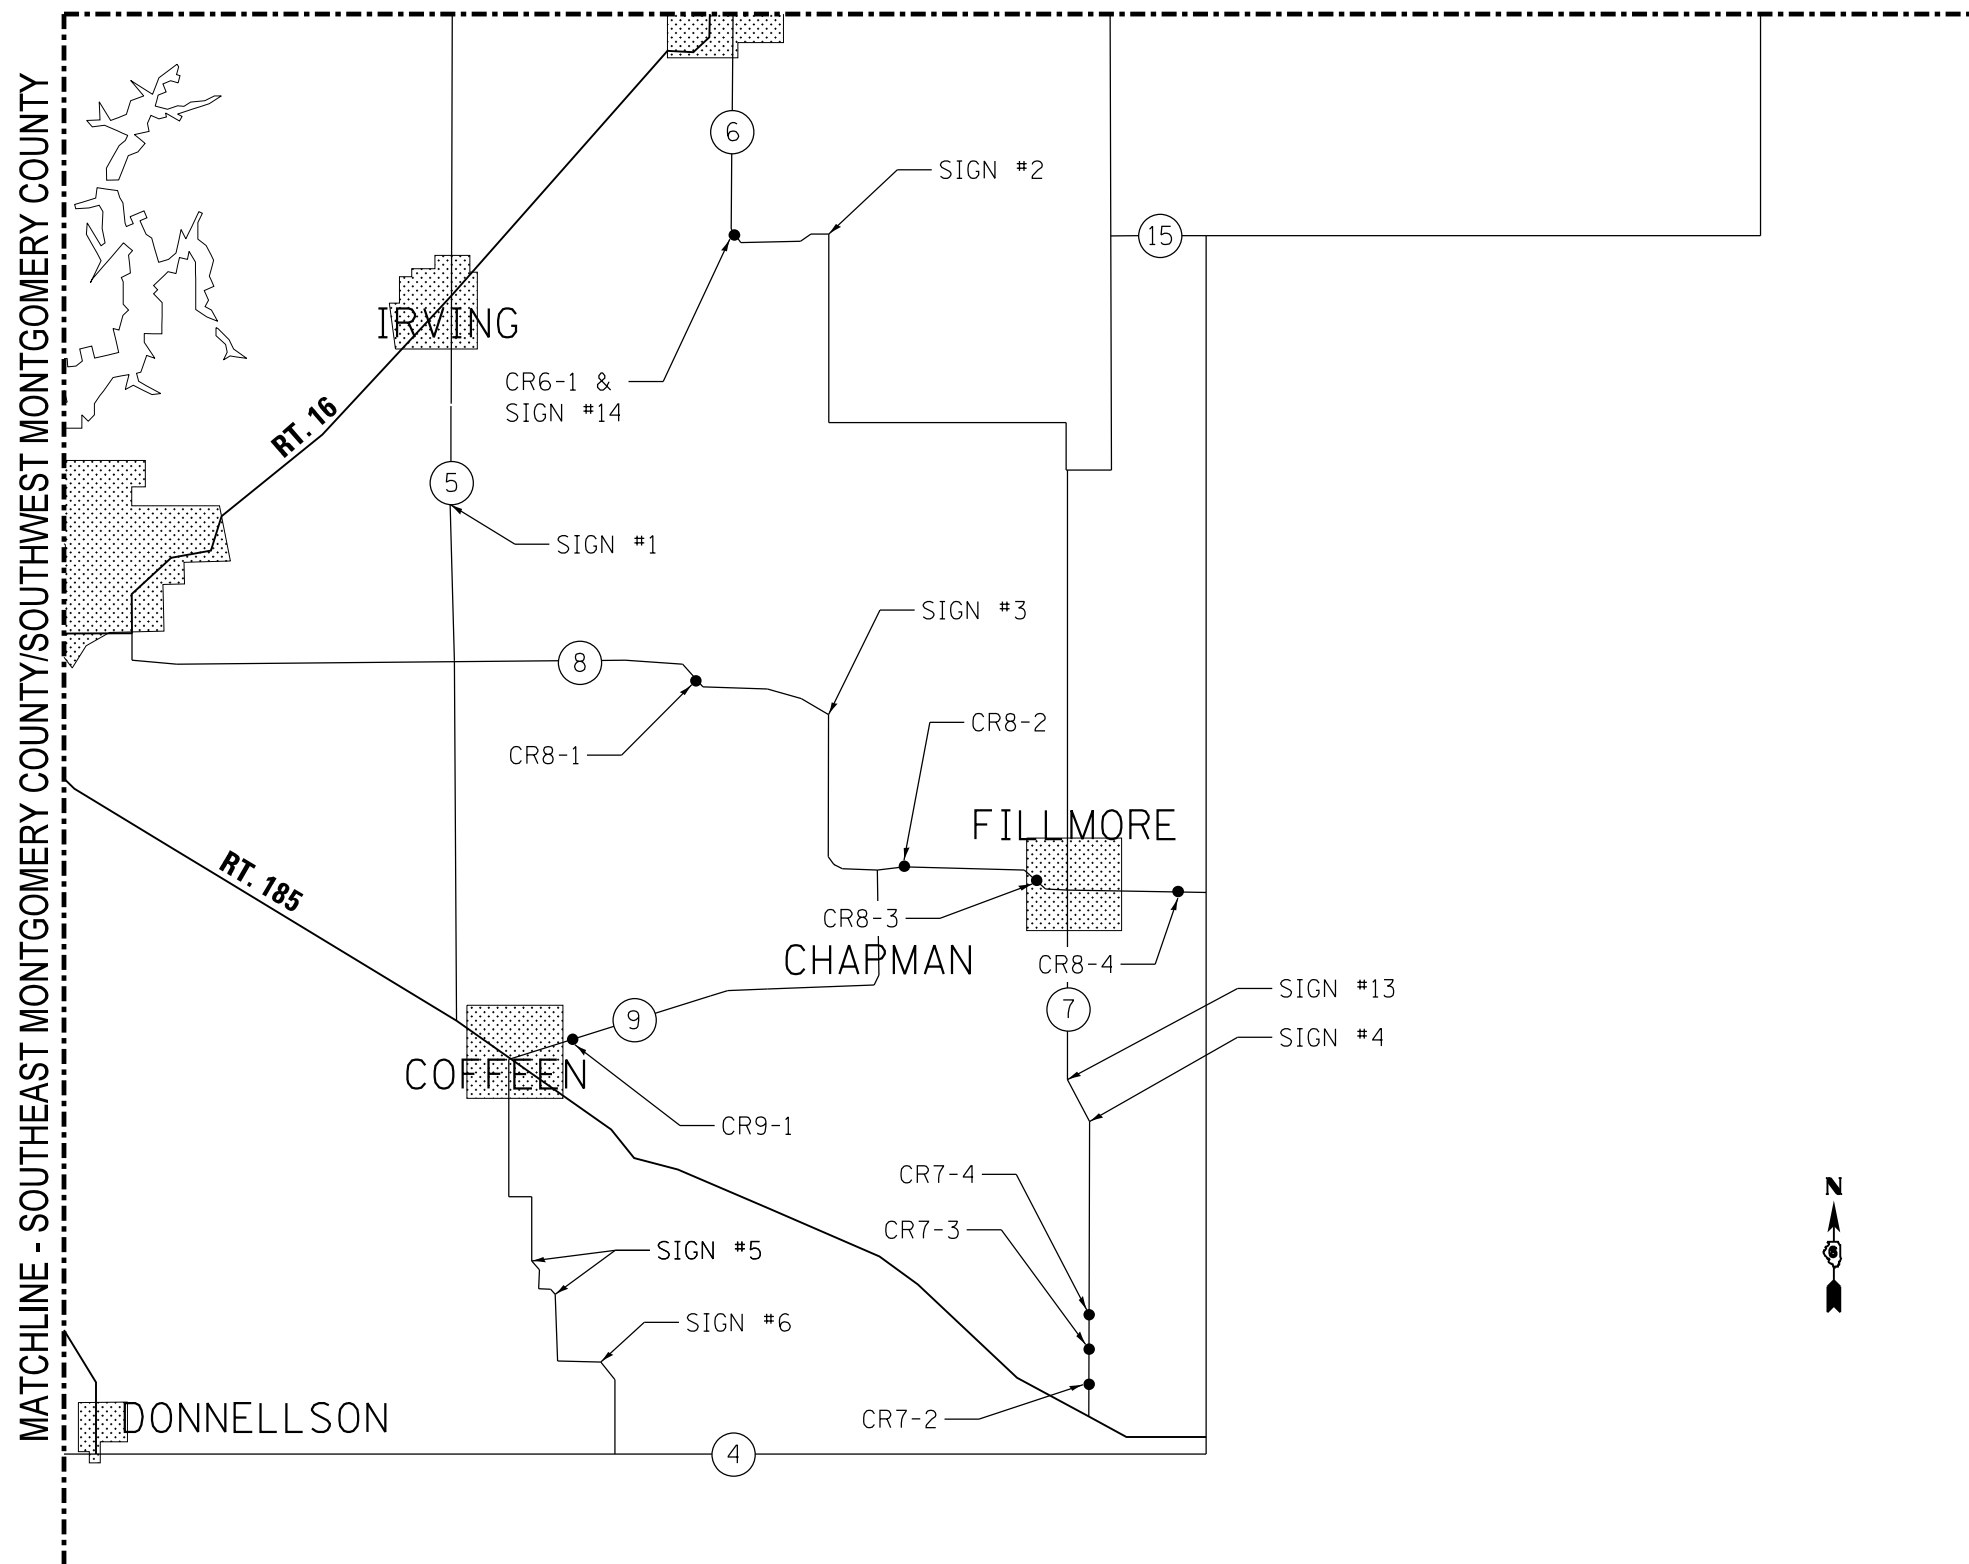 MATCHLINE - SOUTHEAST MONTGOMERY COUNTY/SOUTHWEST MONTGOMERY COUNTY
6
SIGN #2
15
IRVING
CR6-1 &
SIGN #14
RT. 16
5
SIGN #1
SIGN #3
8
CR8-2
CR8-1
FILLMORE
RT. 185
CR8-3
CHAPMAN
CR8-4
SIGN #13
7
9
SIGN #4
COFFEEN
CR9-1
CR7-4
N
CR7-3
SIGN #5
6
SIGN #6
DONNELLSON
CR7-2
4